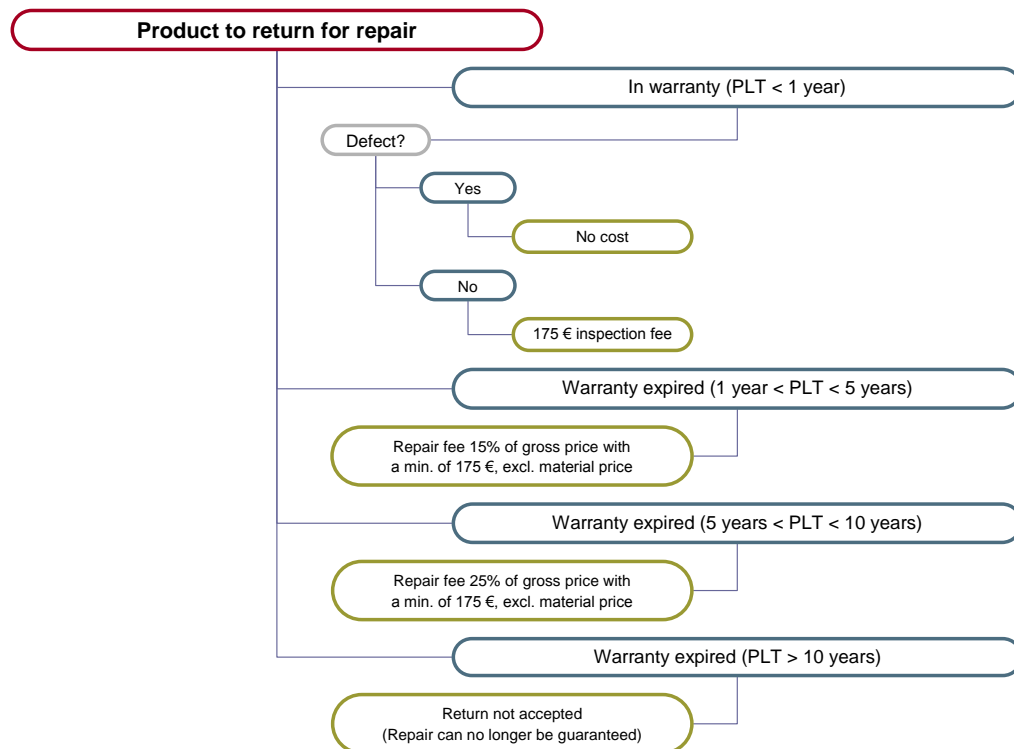 Product to return for repair
In warranty (PLT < 1 year)
Defect?
Yes
No cost
No
175 € inspection fee
Warranty expired (1 year < PLT < 5 years)
Repair fee 15% of gross price with
a min. of 175 €, excl. material price
Warranty expired (5 years < PLT < 10 years)
Repair fee 25% of gross price with
a min. of 175 €, excl. material price
Warranty expired (PLT > 10 years)
Return not accepted
(Repair can no longer be guaranteed)